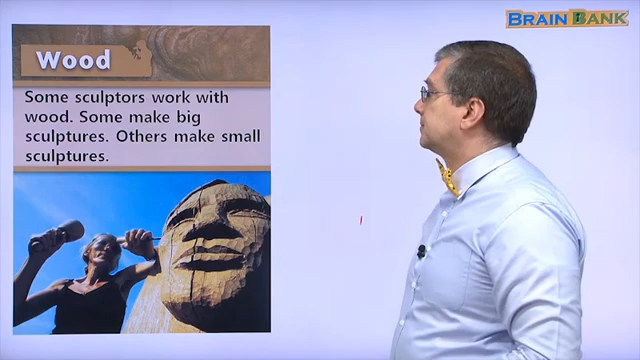 BRAIN BANK
Wood
Some sculptors work with
wood. Some make big
sculptures. Others make small
sculptures.